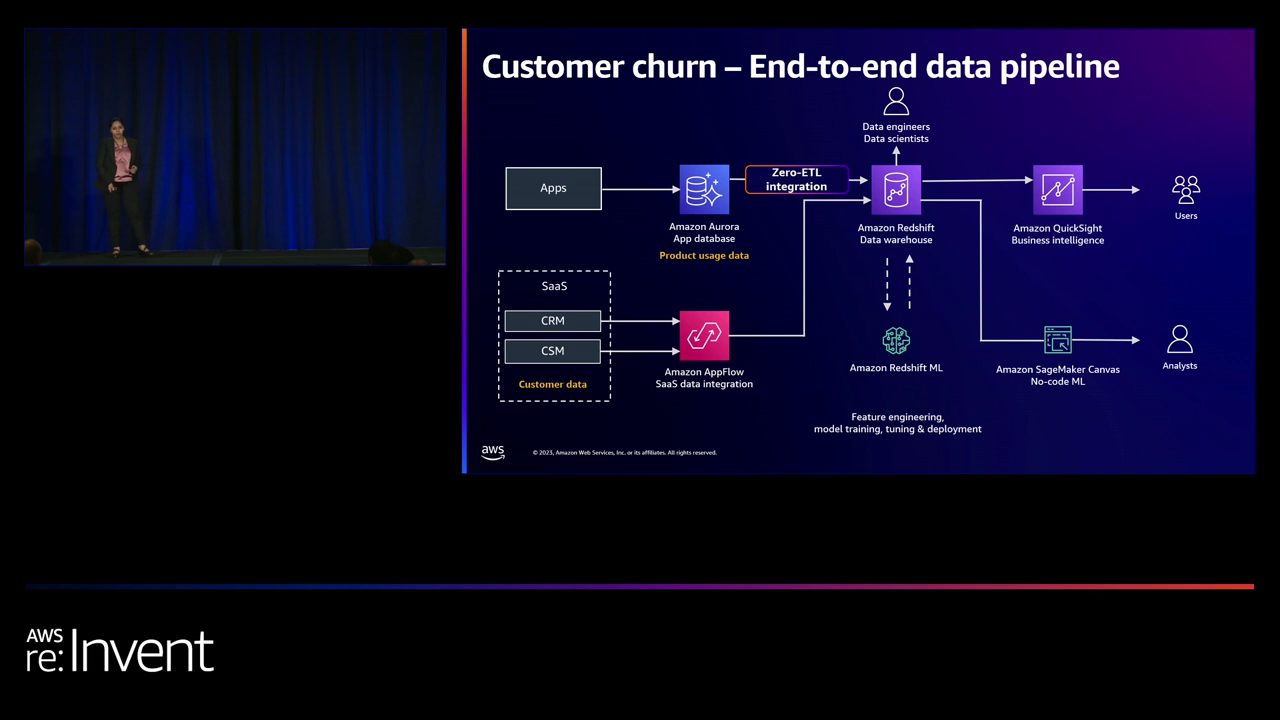 Customer churn – End-to-end data pipeline
Data engineers
Data scientists
Apps
Zero-ETL
integration
Amazon Aurora
App database
Product usage data
Amazon Redshift
Data warehouse
Amazon QuickSight
Business intelligence
Users
SaaS
CRM
CSM
Customer data
Amazon AppFlow
SaaS data integration
Amazon Redshift ML
Amazon SageMaker Canvas
No-code ML
Analysts
Feature engineering,
model training, tuning & deployment
aws
© 2023, Amazon Web Services, Inc. or its affiliates. All rights reserved.
AWS
re:Invent